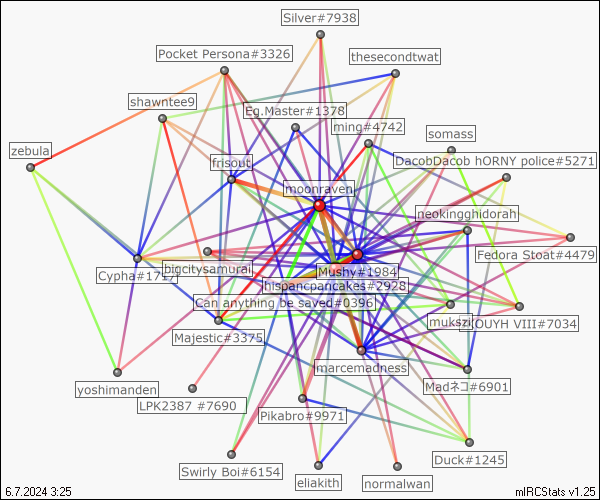 Silver#7938
Pocket Persona#3326
thesecondtwat
shawntee9
Eg.Master#1378
ming#4742
somass
zebula
frisout
DacobDacob hORNY police#5271
moonraven
neokingghidorah
Fedora Stoat#4479
bigcitysamurai
Cypha#1717
Mushy#1984
hispancpancakes#2928
Can anything be saved#0396
mukszi
OUYH VIII#7034
Majestic#3375
marcemadness
Madネコ#6901
yoshimanden
LPK2387 #7690
Pikabro#9971
Swirly Boi#6154
eliakith
normalwan
Duck#1245
6.7.2024 3:25
mIRCStats v1.25